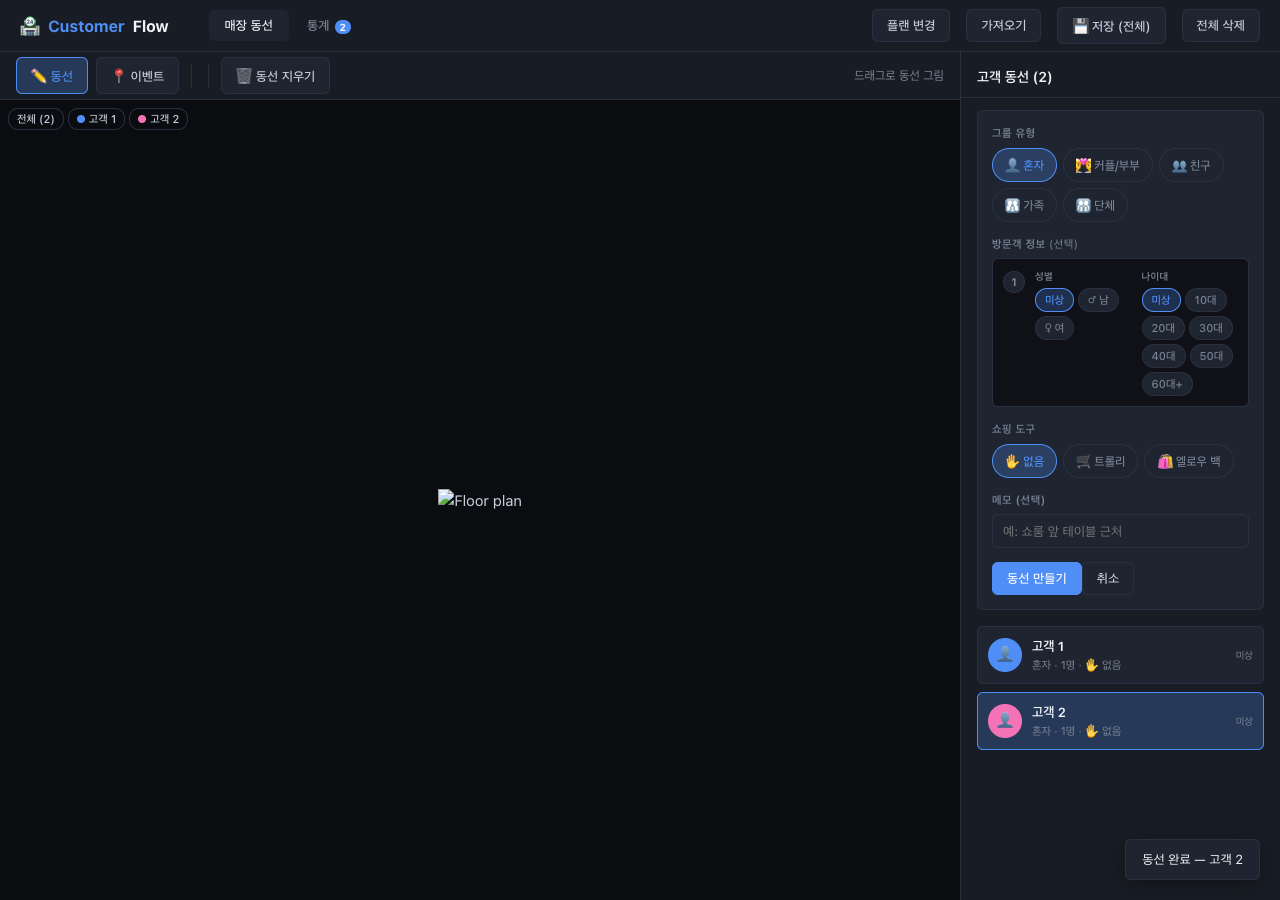 Customer Flow
매장 동선
통계 2
플랜 변경
가져오기
저장 (전체)
전체 삭제
동선
이벤트
동선 지우기
드래그로 동선 그림
전체 (2)
고객 1
고객 2
Floor plan
고객 동선 (2)
그룹 유형
혼자
커플/부부
친구
가족
단체
방문객 정보 (선택)
1
성별
미상
♂ 남
♀ 여
나이대
미상
10대
20대
30대
40대
50대
60대+
쇼핑 도구
없음
트롤리
옐로우 백
메모 (선택)
예: 쇼룸 앞 테이블 근처
동선 만들기
취소
고객 1
혼자 · 1명 · 없음
미상
고객 2
혼자 · 1명 · 없음
미상
동선 완료 — 고객 2